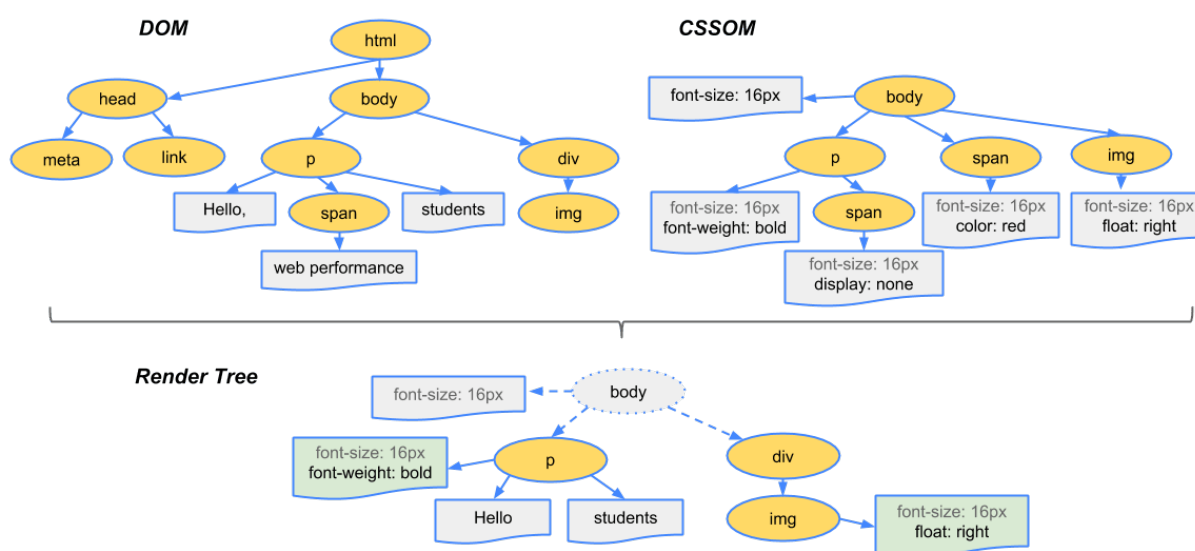 DOM
CSSOM
html
head
body
meta
link
p
div
Hello,
span
students
img
web performance
font-size: 16px
body
p
span
img
font-size: 16px
font-weight: bold
span
font-size: 16px
color: red
font-size: 16px
float: right
font-size: 16px
display: none
Render Tree
font-size: 16px
body
font-size: 16px
font-weight: bold
p
div
Hello
students
img
font-size: 16px
float: right